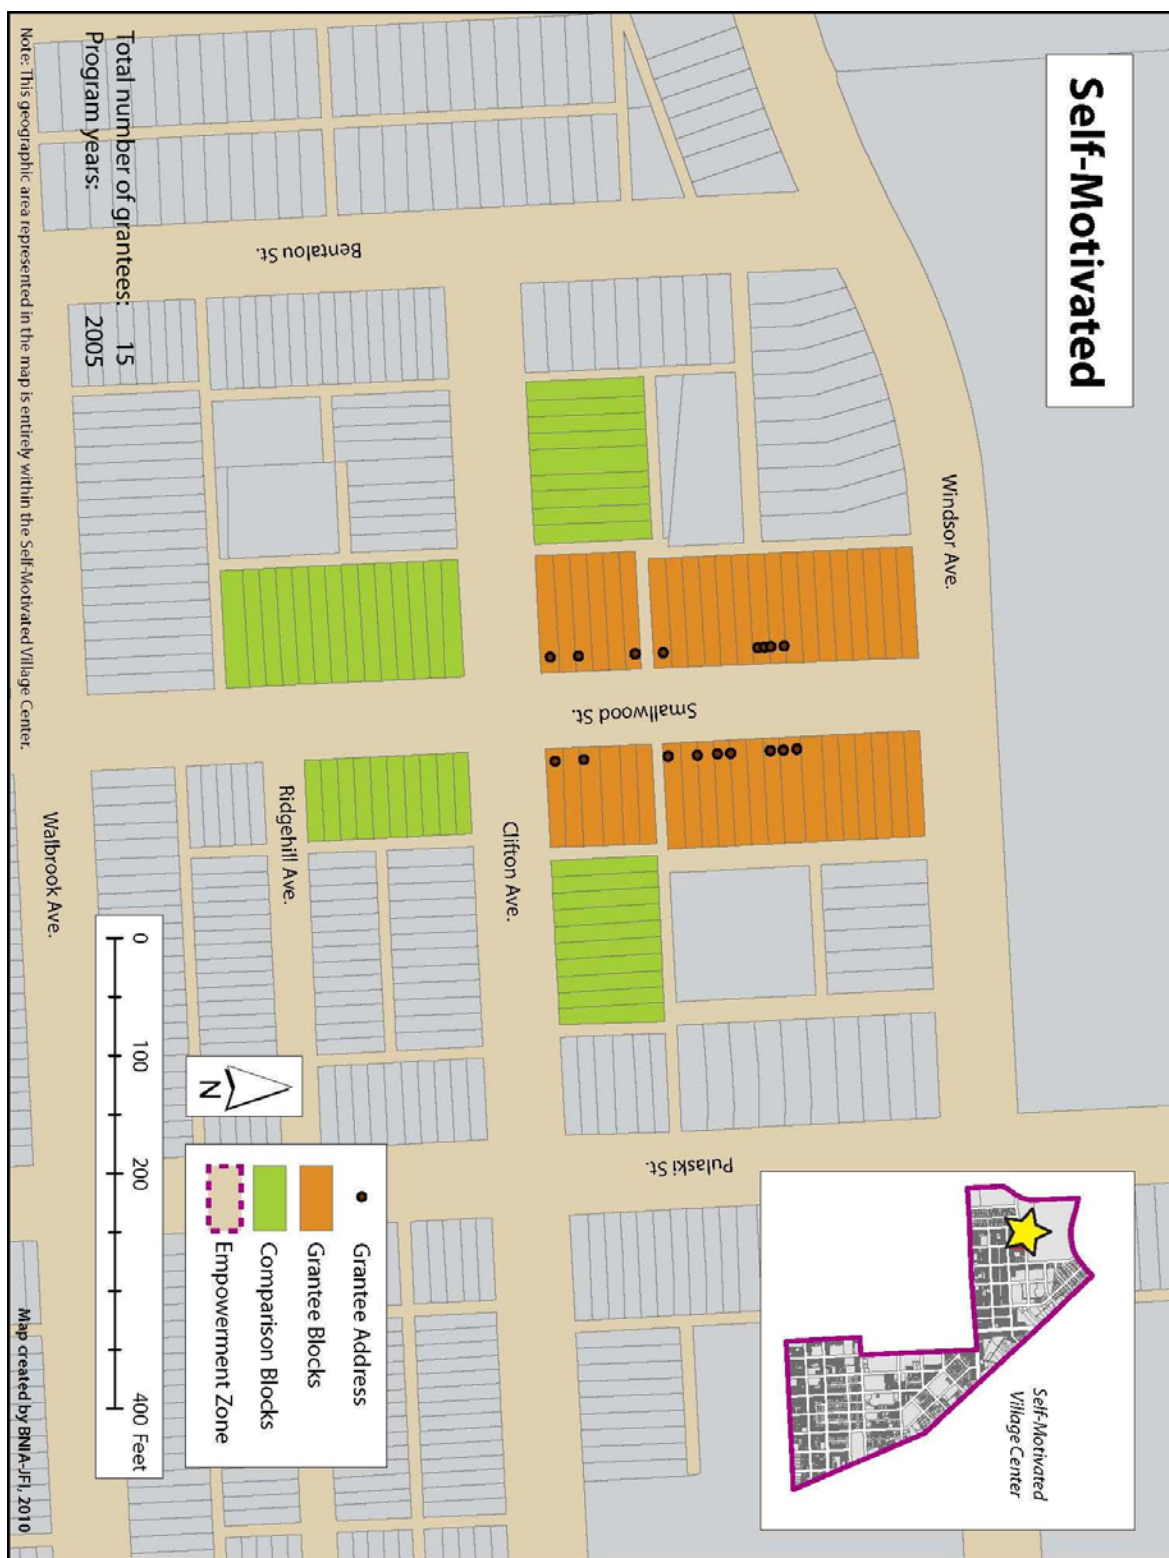 Self-Motivated
Windsor Ave.
Bentalou St.
Smallwood St.
Clifton Ave.
Ridgehill Ave.
Walbrook Ave.
Pulaski St.
Self-Motivated
Village Center
Total number of grantees: 15
Program years: 2005
N
Grantee Address
Grantee Blocks
Comparison Blocks
Empowerment Zone
0 100 200 400 Feet
Note: This geographic area represented in the map is entirely within the Self-Motivated Village Center.
Map created by BNIA-JFI, 2010